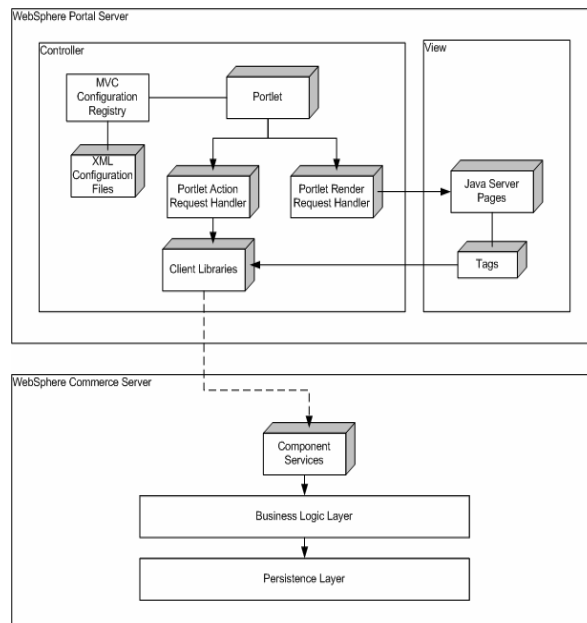 WebSphere Portal Server
Controller
View
MVC
Configuration
Registry
Portlet
XML
Configuration
Files
Portlet Action
Request Handler
Portlet Render
Request Handler
Java Server
Pages
Client Libraries
Tags
WebSphere Commerce Server
Component
Services
Business Logic Layer
Persistence Layer